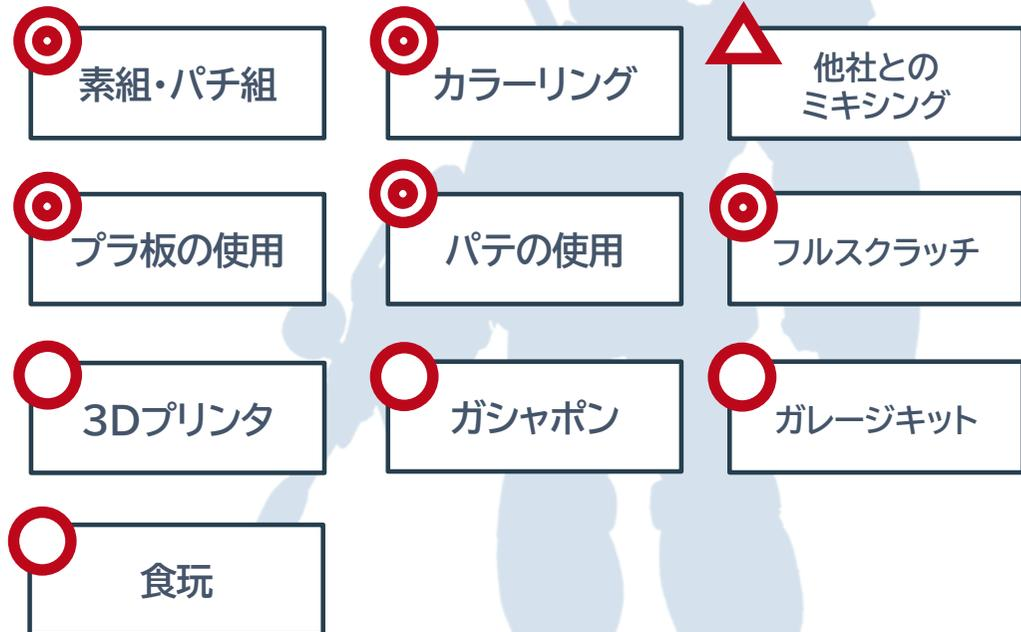 素組・パチ組
カラーリング
他社との
ミキシング
プラ板の使用
パテの使用
フルスクラッチ
3Dプリンタ
ガシャポン
ガレージキット
食玩